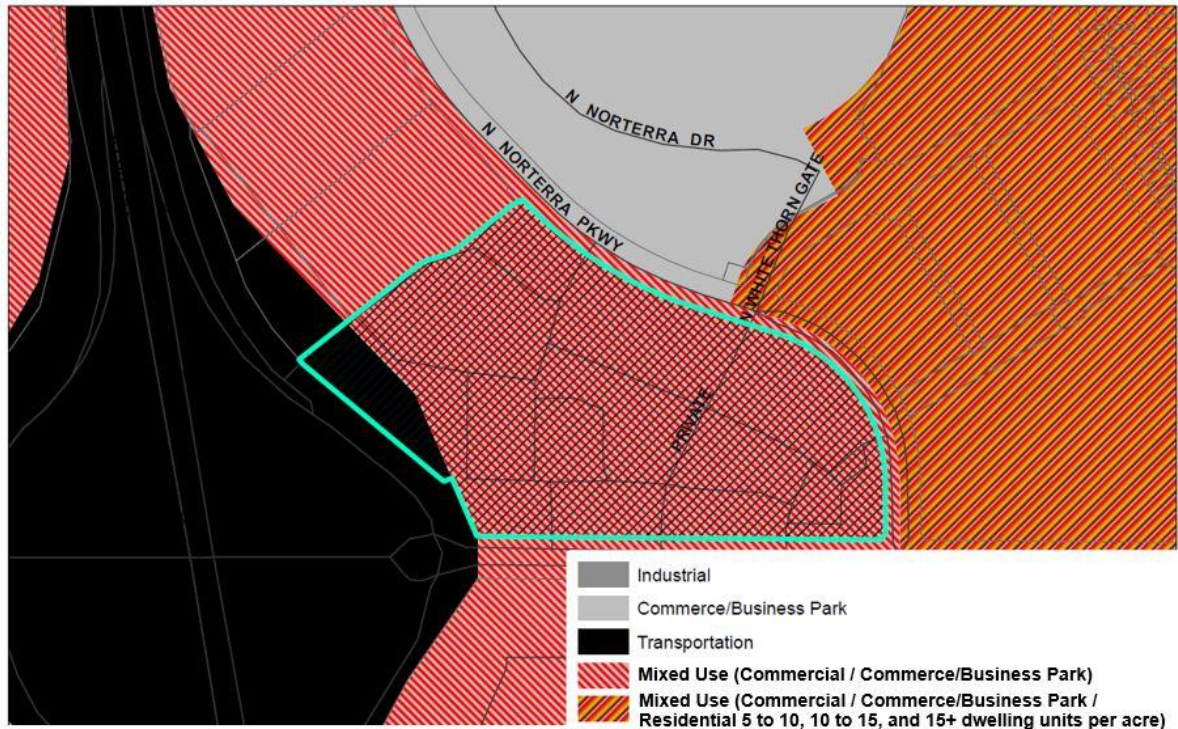 N NORTERRA DR
N NORTERRA PKWY
W WHITE THORN GATE
PRIVATE
Industrial
Commerce/Business Park
Transportation
Mixed Use (Commercial / Commerce/Business Park)
Mixed Use (Commercial / Commerce/Business Park /
Residential 5 to 10, 10 to 15, and 15+ dwelling units per acre)